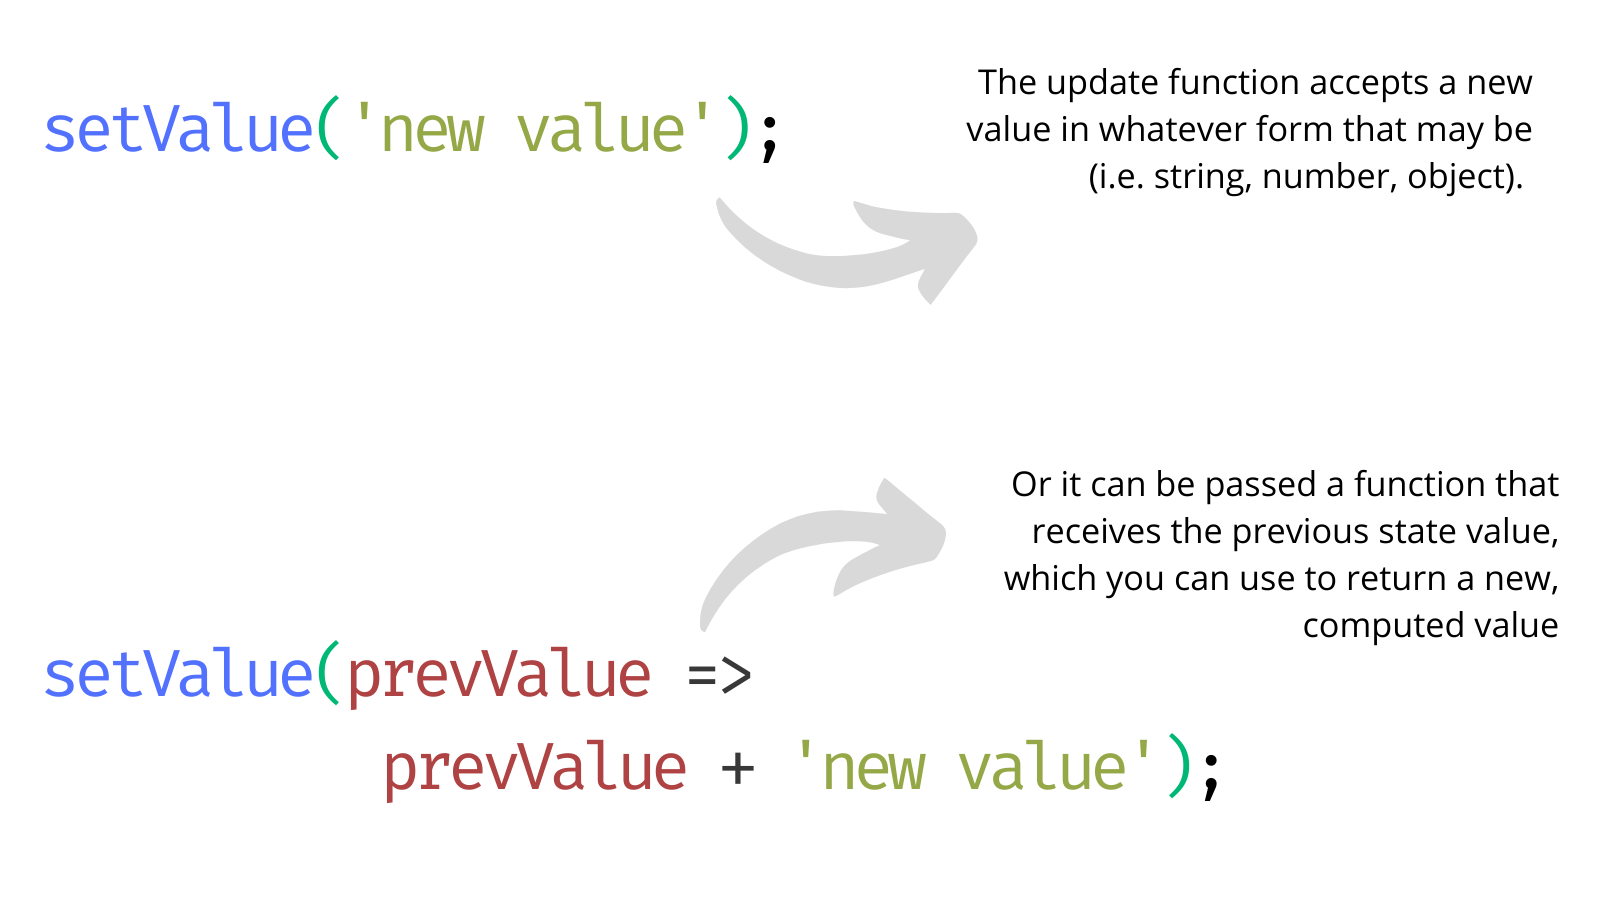 setValue('new value');
The update function accepts a new
value in whatever form that may be
(i.e. string, number, object).
Or it can be passed a function that
receives the previous state value,
which you can use to return a new,
computed value
setValue(prevValue =>
prevValue + 'new value');